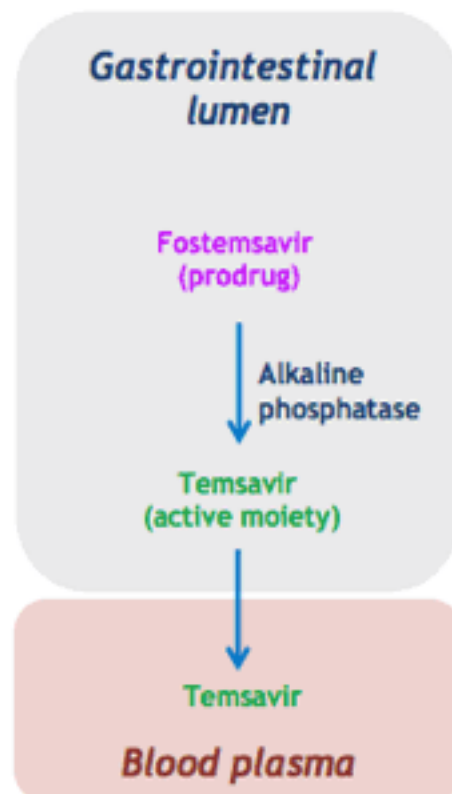 Gastrointestinal
lumen
Fostemsavir
(prodrug)
Alkaline
phosphatase
Temsavir
(active moiety)
Temsavir
Blood plasma